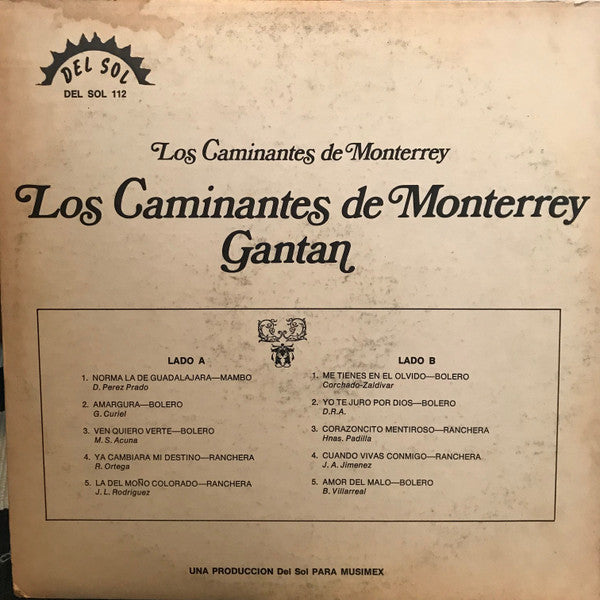 DEL SOL
DEL SOL 112
Los Caminantes de Monterrey
Los Caminantes de Monterrey
Gantan
LADO A
1. NORMA LA DE GUADALAJARA—MAMBO
D. Perez Prado
2. AMARGURA—BOLERO
G. Curiel
3. VEN QUIERO VERTE—BOLERO
M. S. Acuna
4. YA CAMBIARA MI DESTINO—RANCHERA
R. Ortega
5. LA DEL MOÑO COLORADO—RANCHERA
J. L. Rodriguez
LADO B
1. ME TIENES EN EL OLVIDO—BOLERO
Corchado-Zaldivar
2. YO TE JURO POR DIOS—BOLERO
D.R.A.
3. CORAZONCITO MENTIROSO—RANCHERA
Hnas. Padilla
4. CUANDO VIVAS CONMIGO—RANCHERA
J. A. Jimenez
5. AMOR DEL MALO—BOLERO
B. Villarreal
UNA PRODUCCION Del Sol PARA MUSIMEX